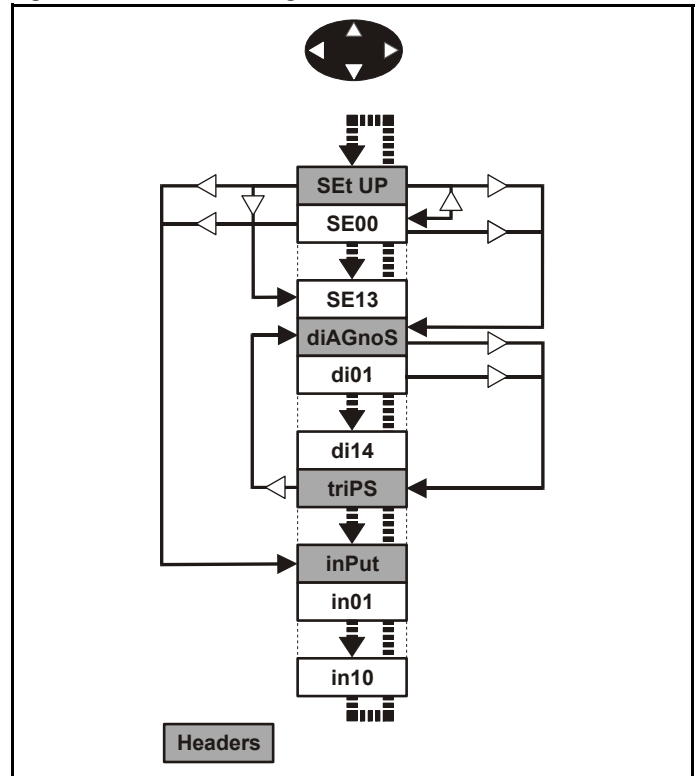 SEt UP
SE00
SE13
diAGnoS
di01
di14
triPS
inPut
in01
in10
Headers